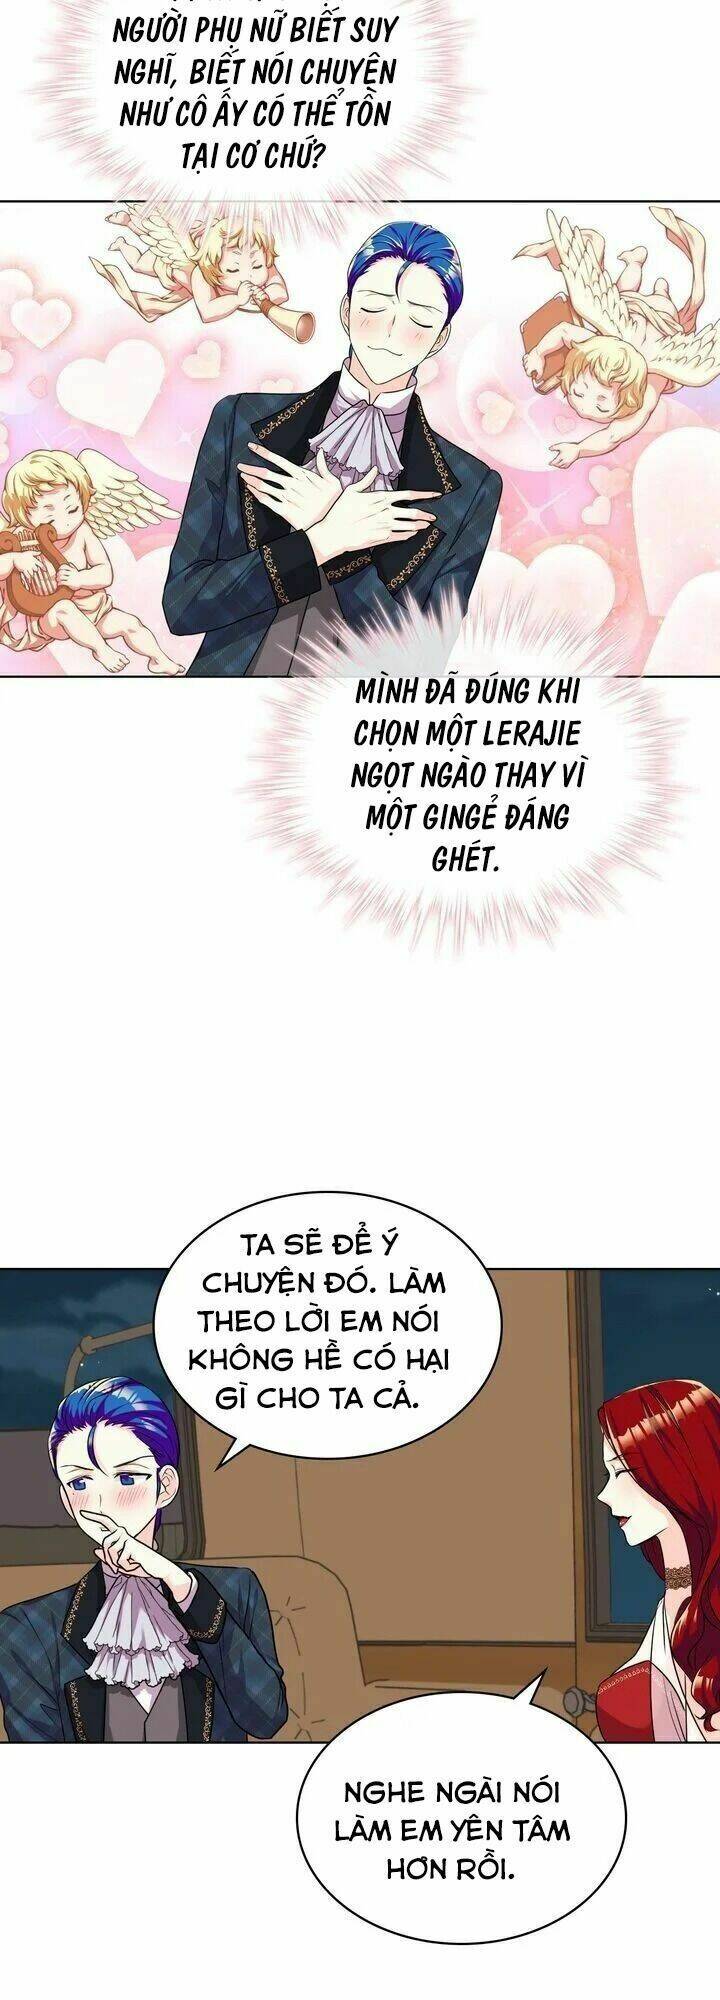 NGƯỜI PHỤ NỮ BIẾT SUY
NGHĨ, BIẾT NÓI CHUYỆN
NHƯ CÔ ẤY CÓ THỂ TỒN
TẠI CƠ CHỨ?
MÌNH ĐÃ ĐÚNG KHI
CHỌN MỘT LERAJIE
NGỌT NGÀO THAY VÌ
MỘT GINGẺ ĐÁNG
GHÉT.
TA SẼ ĐỂ Ý
CHUYỆN ĐÓ. LÀM
THEO LỜI EM NÓI
KHÔNG HỀ CÓ HẠI
GÌ CHO TA CẢ.
NGHE NGÀI NÓI
LÀM EM YÊN TÂM
HƠN RỒI.